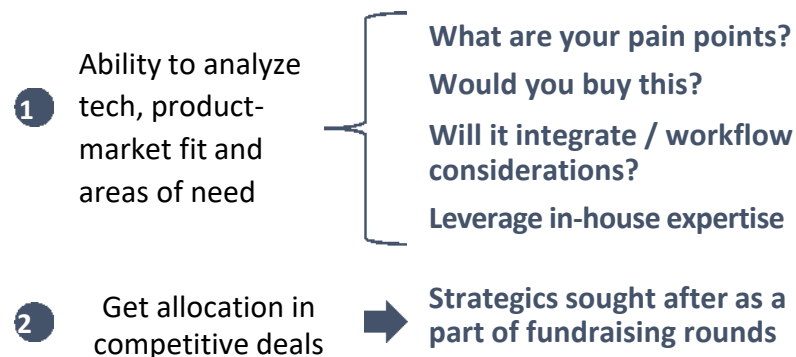 1
Ability to analyze
tech, product-
market fit and
areas of need
What are your pain points?
Would you buy this?
Will it integrate / workflow
considerations?
Leverage in-house expertise
2
Get allocation in
competitive deals
Strategics sought after as a
part of fundraising rounds